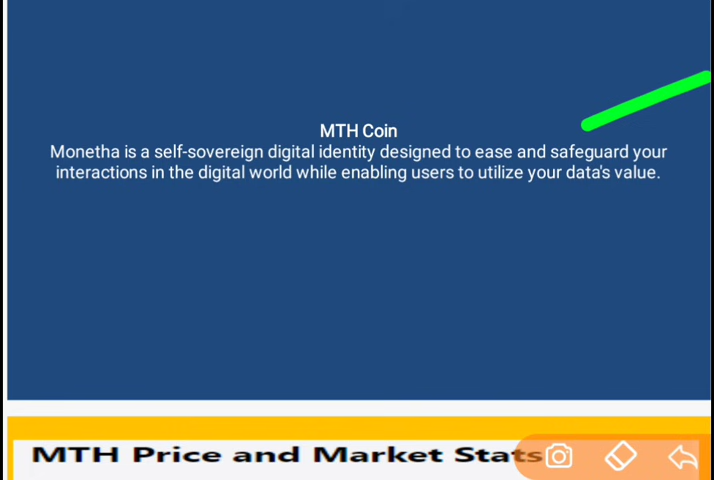 MTH Coin
Monetha is a self-sovereign digital identity designed to ease and safeguard your
interactions in the digital world while enabling users to utilize your data's value.
MTH Price and Market Stats